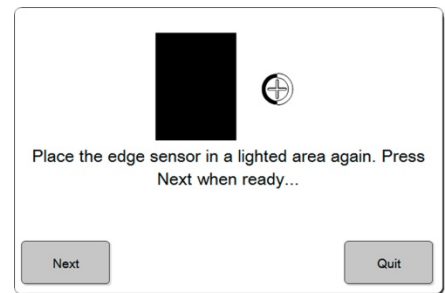 Place the edge sensor in a lighted area again. Press
Next when ready...
Next
Quit